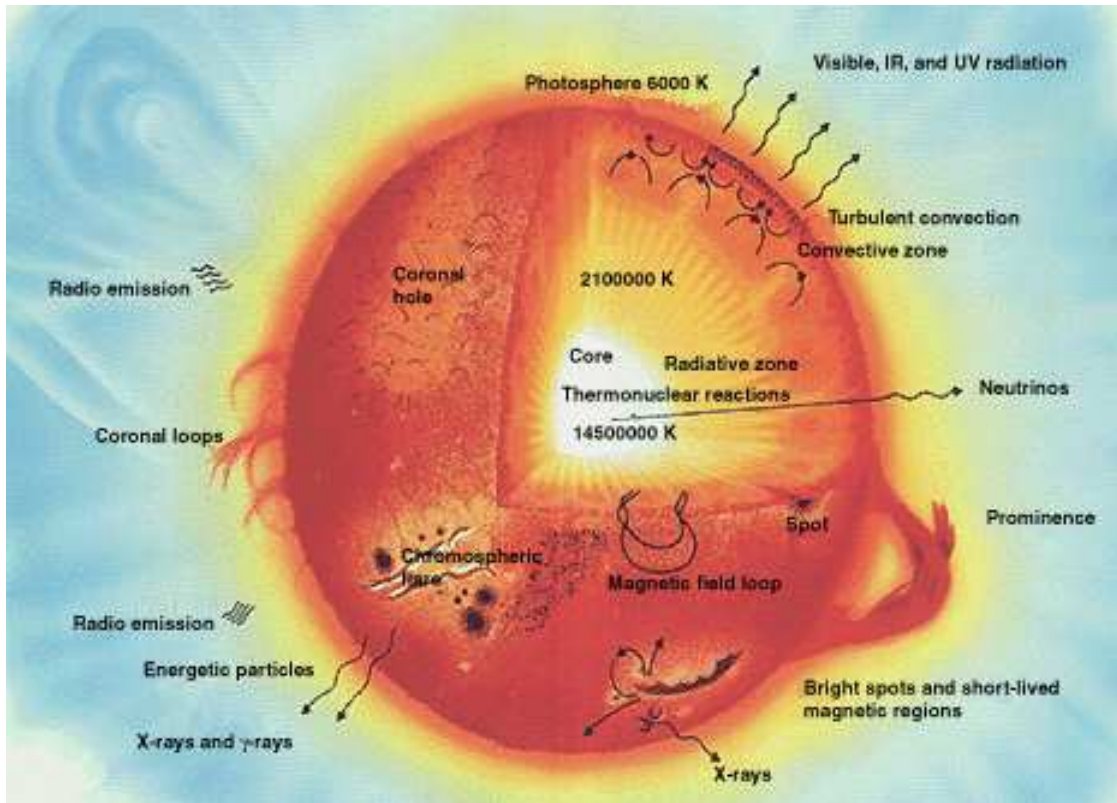 Visible, IR, and UV radiation
Photosphere 6000 K
Turbulent convection
Convective zone
Coronal
hole
2100000 K
Radio emission
Core
Radiative zone
Thermonuclear reactions
Neutrinos
14500000 K
Coronal loops
Spot
Prominence
Chromospheric
flare
Magnetic field loop
Radio emission
Energetic particles
Bright spots and short-lived
magnetic regions
X-rays and γ-rays
X-rays